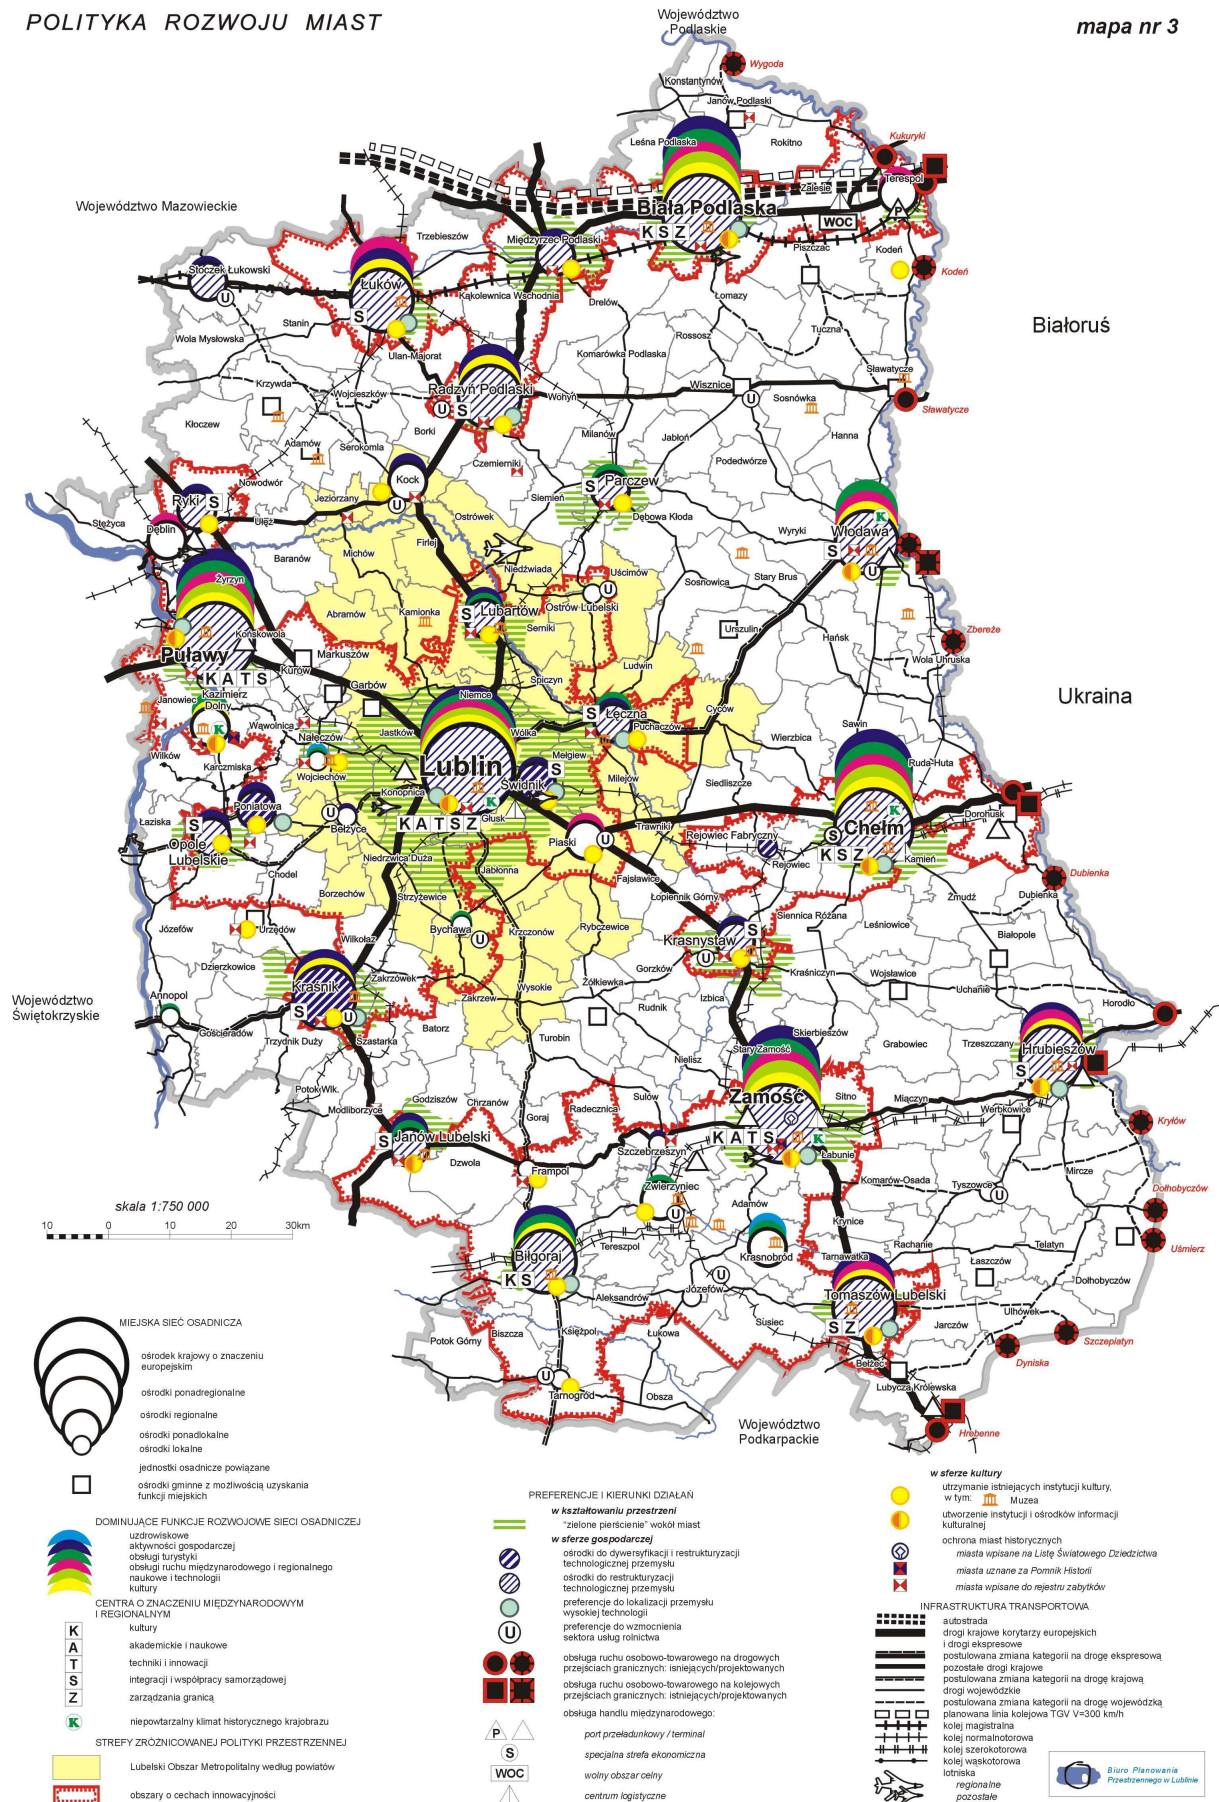 POLITYKA ROZWOJU MIAST
mapa nr 3
Województwo
Podlaskie
Wygoda
Konstantynów
Janów Podlaski
Leśna Podlaska
Rokitno
Kukuryki
Terespol
Zalesie
Województwo Mazowieckie
Biała Podlaska
K S Z
WOC
P
Trzebieszów
Międzyrzec Podlaski
Piszczac
Kodeń
Kodeń
Stoczek Łukowski
U
Łuków
S
Kąkolewnica Wschodnia
Drelów
Łomazy
Stanin
Wola Mysłowska
Ulan-Majorat
Rossosz
Tuczna
Białoruś
Komarówka Podlaska
Krzywda
Wojcieszków
Radzyń Podlaski
U
S
Wohyń
Wisznice
U
Sławatycze
Sosnówka
Sławatycze
Kłoczew
Adamów
Serokomla
Borki
Milanów
Jabłoń
Hanna
Czemierniki
Podedwórze
Nowodwór
Kock
U
Jeziorzany
Siemień
S
Parczew
Ryki
S
Stężyca
Dęblin
Ułęż
Ostrówek
Dębowa Kłoda
Wyryki
Włodawa
K
S
U
Firlej
Michów
Baranów
Niedźwiada
Uścimów
Sosnowica
Stary Brus
Żyrzyn
Abramów
Kamionka
S
Lubartów
Ostrów Lubelski
U
Serniki
Urszulin
Hańsk
Zbereże
Wola Uhruska
Końskowola
Puławy
K A T S
Kurów
Markuszów
Garbów
Spiczyn
Ludwin
Ukraina
Janowiec
Kazimierz
Dolny
K
Wąwolnica
Nałęczów
Jastków
Niemce
Wólka
S
Łęczna
Puchaczów
Cyców
Wierzbica
Sawin
Ruda-Huta
Wilków
Karczmiska
Wojciechów
Mełgiew
Lublin
Świdnik
S
Milejów
Siedliszcze
Konopnica
K
Głusk
K A T S Z
Poniatowa
U
Bełżyce
Piaski
U
Trawniki
Rejowiec Fabryczny
Rejowiec
Chełm
K
S
K S Z
Kamień
Dorohusk
Łaziska
S
Opole
Lubelskie
Chodel
Niedrzwica Duża
Jabłonna
Fajsławice
Dubienka
Dubienka
Borzechów
Strzyżewice
Łopiennik Górny
Żmudź
Józefów
Urzędów
Wilkołaz
Bychawa
U
Krzczonów
Rybczewice
Siennica Różana
Leśniowice
Białopole
Krasnystaw
S
U
Dzierzkowice
Zakrzówek
Kraśnik
S
U
Zakrzew
Wysokie
Żółkiewka
Gorzków
Kraśniczyn
Wojsławice
Uchanie
Horodło
Województwo
Świętokrzyskie
Annopol
Gościeradów
Trzydnik Duży
Szastarka
Batorz
Turobin
Rudnik
Izbica
Skierbieszów
Grabowiec
Trzeszczany
Hrubieszów
S
Stary Zamość
Nielisz
Potok Wlk.
Modliborzyce
Godziszów
Chrzanów
Goraj
Radecznica
Sułów
Zamość
K A T S
K
Sitno
Miączyn
Werbkowice
Kryłów
S
Janów Lubelski
Dzwola
Frampol
Szczebrzeszyn
Łabunie
Mircze
Zwierzyniec
U
Adamów
Komarów-Osada
Tyszowce
U
Dołhobyczów
skala 1:750 000
10 0 10 20 30km
Biłgoraj
K S
Tereszpol
Krasnobród
Krynice
Tarnawatka
Rachanie
Telatyn
Uśmierz
Łaszczów
Dołhobyczów
U
Józefów
Aleksandrów
Tomaszów Lubelski
S Z
Ulhówek
Jarczów
Susiec
Szczepiatyn
Dyniska
Potok Górny
Biszcza
Księżpol
Łukowa
Bełżec
U
Tarnogród
Obsza
Lubycza Królewska
Hrebenne
Województwo
Podkarpackie
MIEJSKA SIEĆ OSADNICZA
ośrodek krajowy o znaczeniu
europejskim
ośrodki ponadregionalne
ośrodki regionalne
ośrodki ponadlokalne
ośrodki lokalne
jednostki osadnicze powiązane
ośrodki gminne z możliwością uzyskania
funkcji miejskich
DOMINUJĄCE FUNKCJE ROZWOJOWE SIECI OSADNICZEJ
uzdrowiskowe
aktywności gospodarczej
obsługi turystyki
obsługi ruchu międzynarodowego i regionalnego
naukowe i technologii
kultury
CENTRA O ZNACZENIU MIĘDZYNARODOWYM
I REGIONALNYM
K kultury
A akademickie i naukowe
T techniki i innowacji
S integracji i współpracy samorządowej
Z zarządzania granicą
K niepowtarzalny klimat historycznego krajobrazu
STREFY ZRÓŻNICOWANEJ POLITYKI PRZESTRZENNEJ
Lubelski Obszar Metropolitalny według powiatów
obszary o cechach innowacyjności
PREFERENCJE I KIERUNKI DZIAŁAŃ
w kształtowaniu przestrzeni
"zielone pierścienie" wokół miast
w sferze gospodarczej
ośrodki do dywersyfikacji i restrukturyzacji
technologicznej przemysłu
ośrodki do restrukturyzacji
technologicznej przemysłu
preferencje do lokalizacji przemysłu
wysokiej technologii
U preferencje do wzmocnienia
sektora usług rolnictwa
obsługa ruchu osobowo-towarowego na drogowych
przejściach granicznych: isniejących/projektowanych
obsługa ruchu osobowo-towarowego na kolejowych
przejściach granicznych: istniejących/projektowanych
obsługa handlu międzynarodowego:
P port przeładunkowy / terminal
S specjalna strefa ekonomiczna
WOC wolny obszar celny
centrum logistyczne
w sferze kultury
utrzymanie istniejących instytucji kultury,
w tym: Muzea
utworzenie instytucji i ośrodków informacji
kulturalnej
ochrona miast historycznych
miasta wpisane na Listę Światowego Dziedzictwa
miasta uznane za Pomnik Historii
miasta wpisane do rejestru zabytków
INFRASTRUKTURA TRANSPORTOWA
autostrada
drogi krajowe korytarzy europejskich
i drogi ekspresowe
postulowana zmiana kategorii na drogę ekspresową
pozostałe drogi krajowe
postulowana zmiana kategorii na drogę krajową
drogi wojewódzkie
postulowana zmiana kategorii na drogę wojewódzką
planowana linia kolejowa TGV V=300 km/h
kolej magistralna
kolej normalnotorowa
kolej szerokotorowa
kolej wąskotorowa
lotniska
regionalne
pozostałe
Biuro Planowania
Przestrzennego w Lublinie